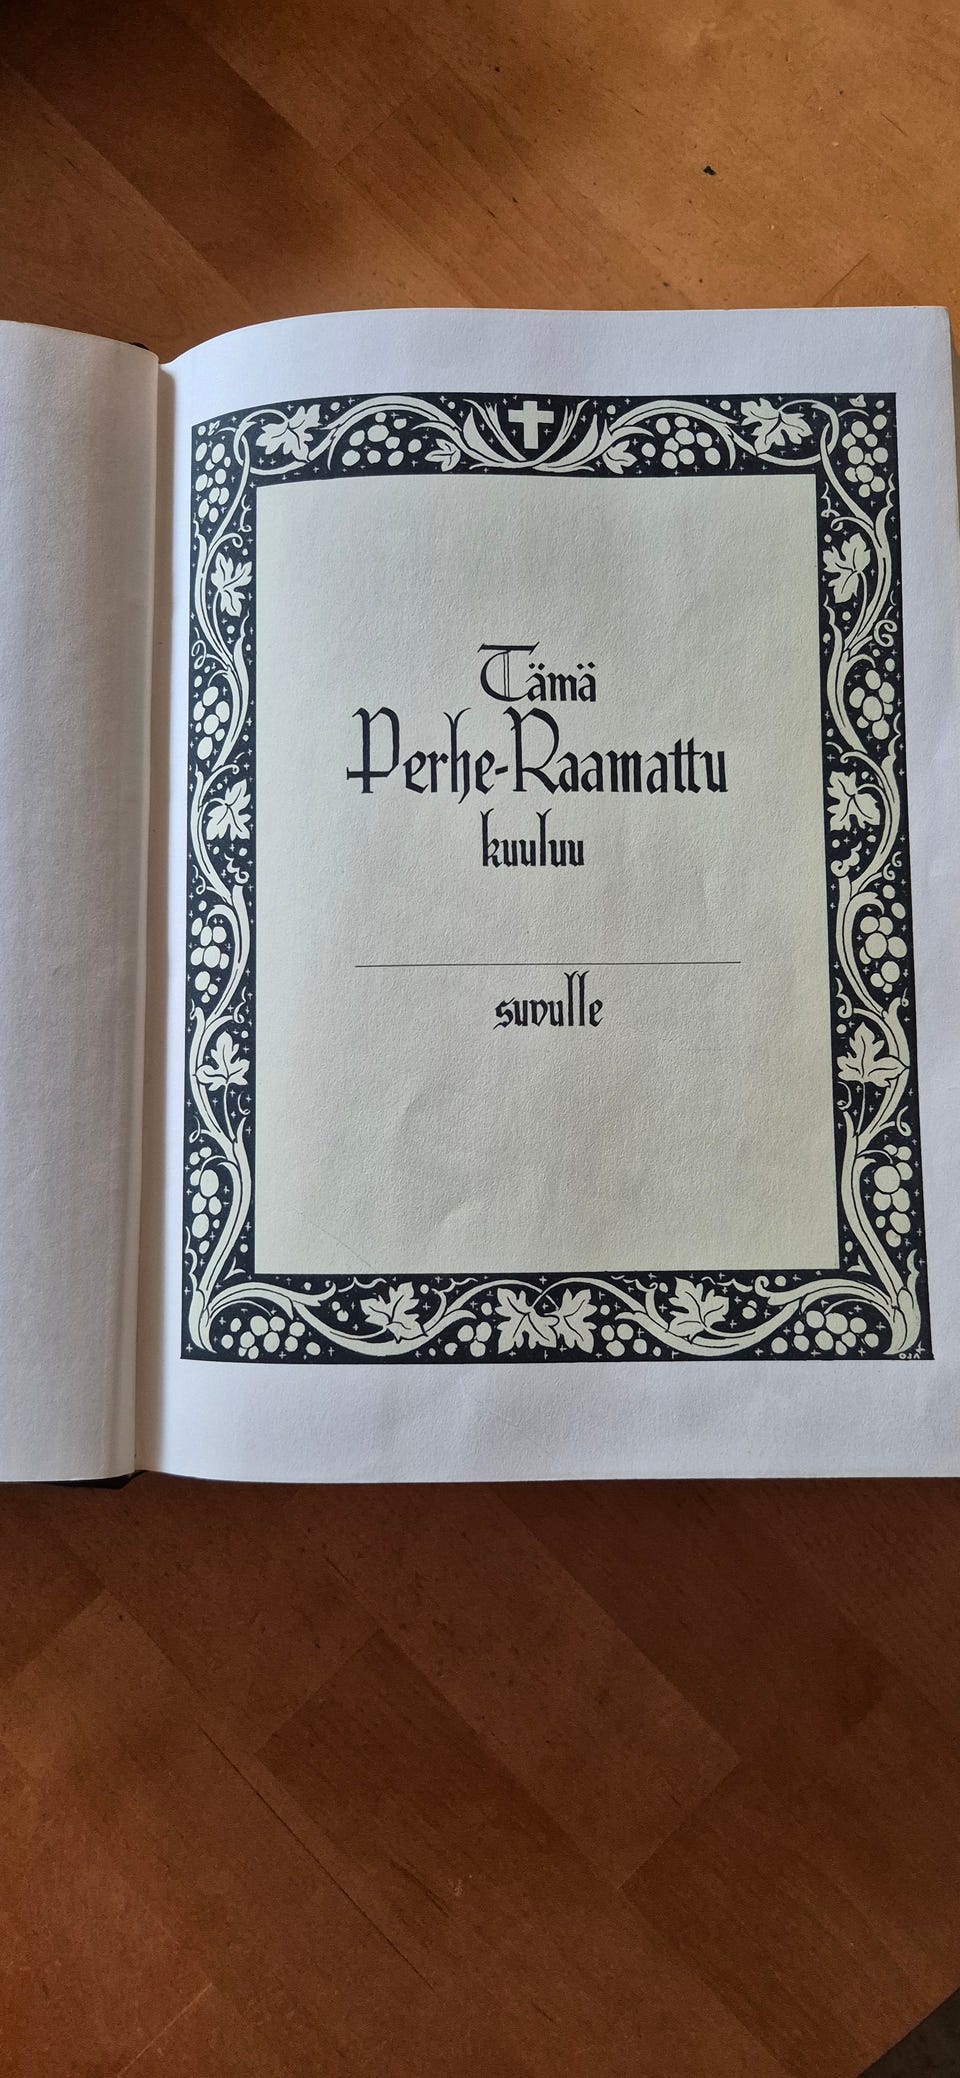 Tämä
Perhe-Raamattu
kuuluu
suvulle